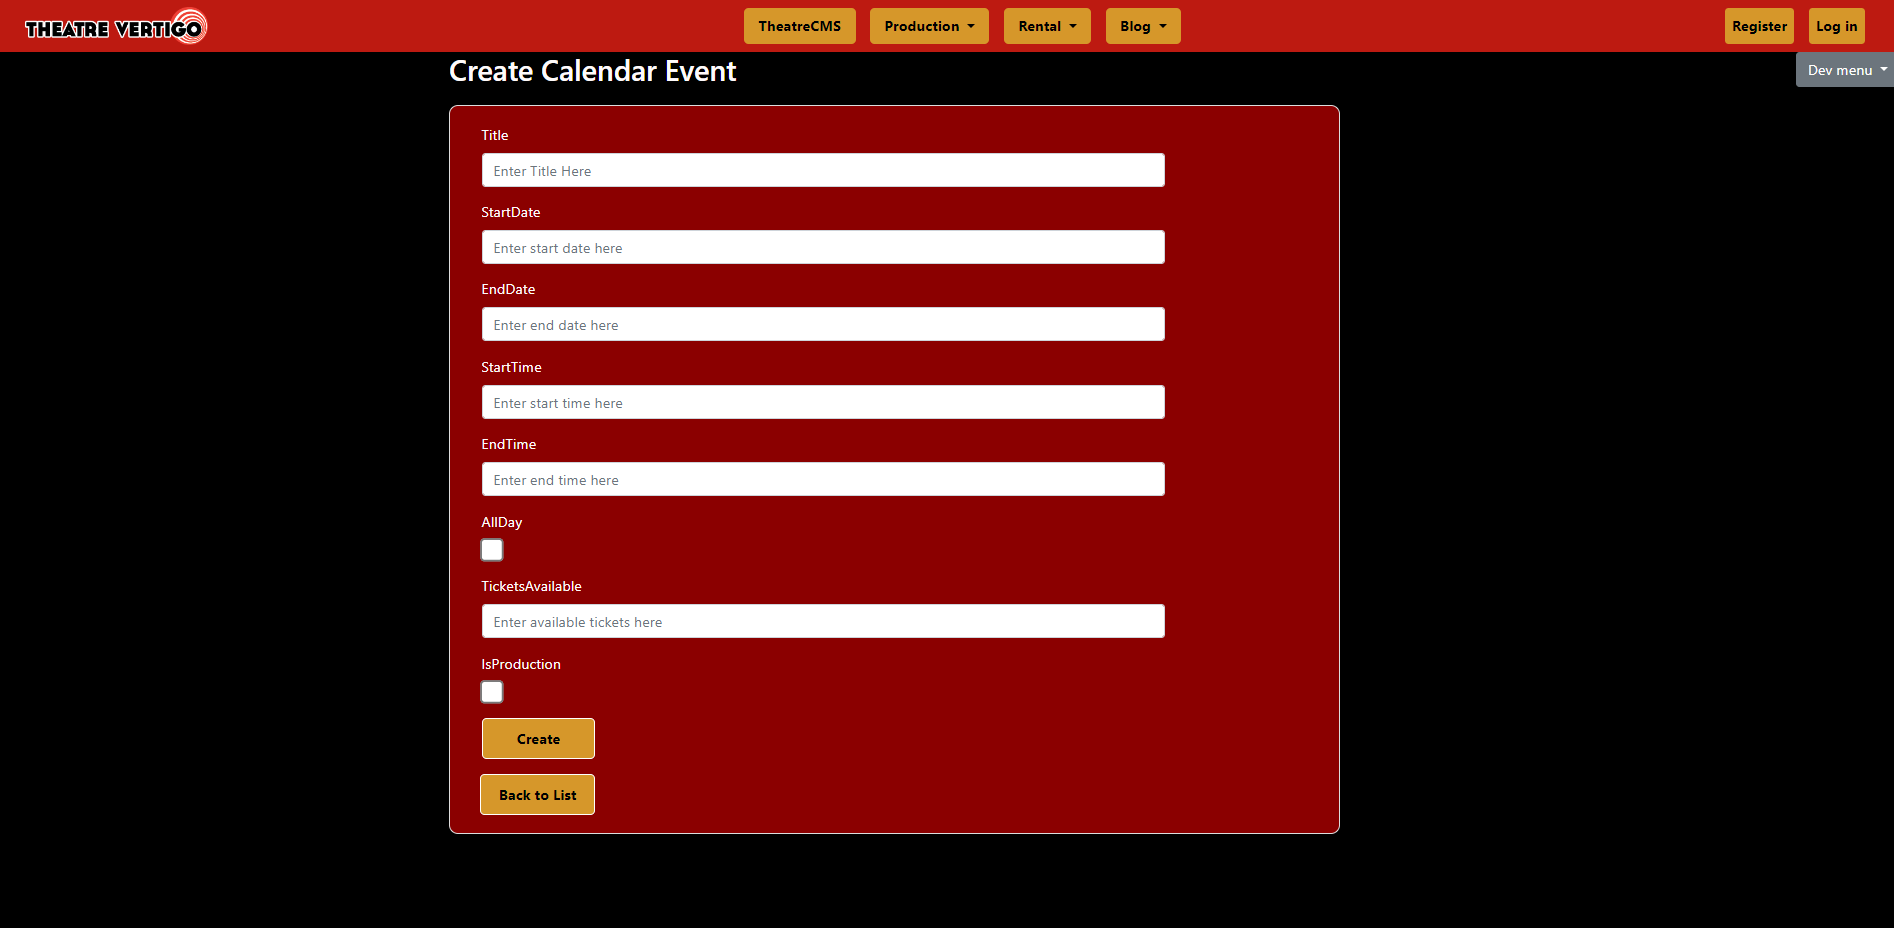 THEATRE VERTIGO TheatreCMS Production Rental Blog Register Log in
Create Calendar Event
Dev menu
Title
Enter Title Here
StartDate
Enter start date here
EndDate
Enter end date here
StartTime
Enter start time here
EndTime
Enter end time here
AllDay
TicketsAvailable
Enter available tickets here
IsProduction
Create
Back to List